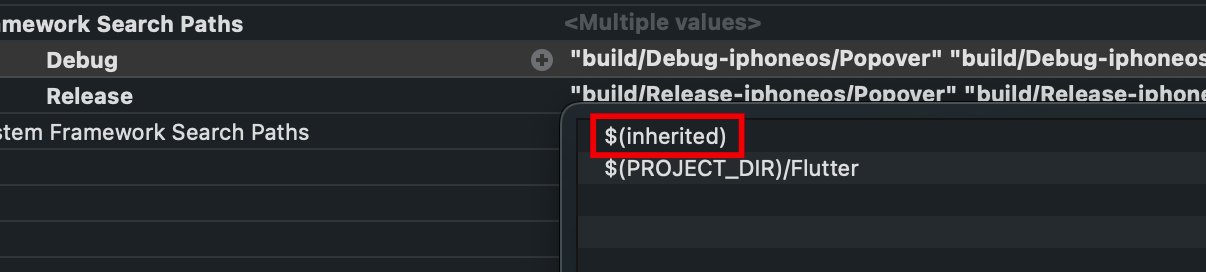 mework Search Paths <Multiple values>
Debug "build/Debug-iphoneos/Popover" "build/Debug-iphoneos
Release "build/Release-iphoneos/Popover" "build/Release-iphone
stem Framework Search Paths
$(inherited)
$(PROJECT_DIR)/Flutter